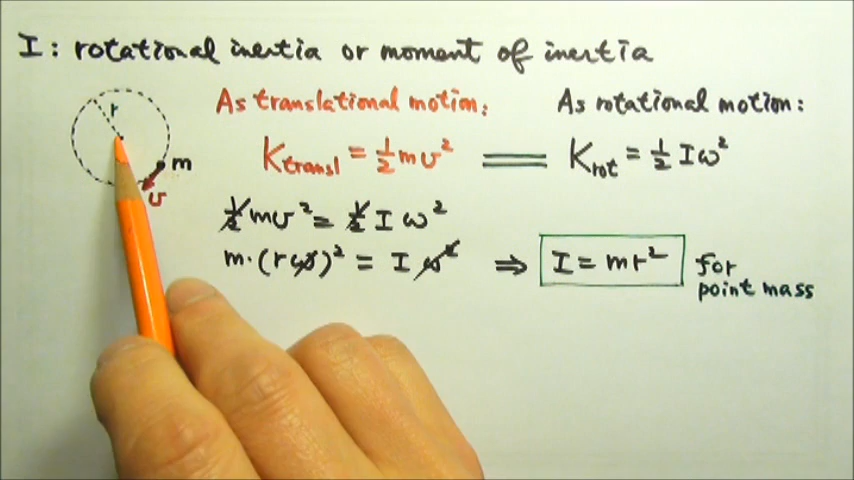 I: rotational inertia or moment of inertia
r
m
v
As translational motion:
As rotational motion:
Ktransl = ½mv² = Krot = ½Iω²
½mv² = ½Iω²
m·(rω)² = Iω² ⇒ I = mr² for point mass